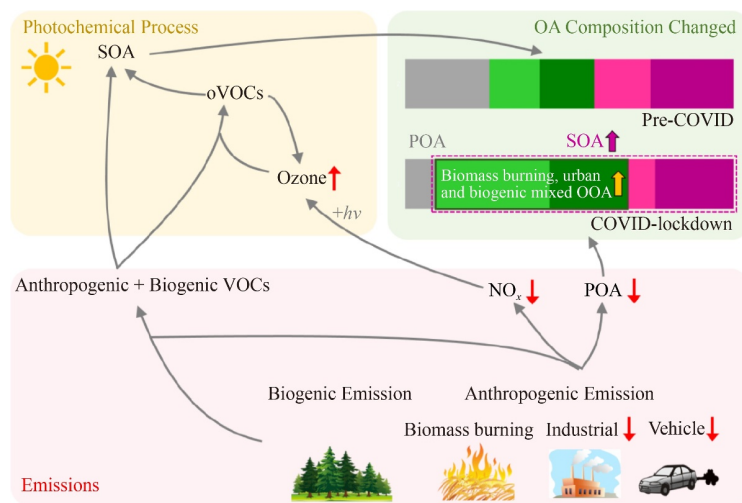 Photochemical Process
OA Composition Changed
SOA
oVOCs
Ozone
+hν
Pre-COVID
POA
SOA
Biomass burning, urban
and biogenic mixed OOA
COVID-lockdown
Anthropogenic + Biogenic VOCs
NOx
POA
Biogenic Emission
Anthropogenic Emission
Biomass burning
Industrial
Vehicle
Emissions